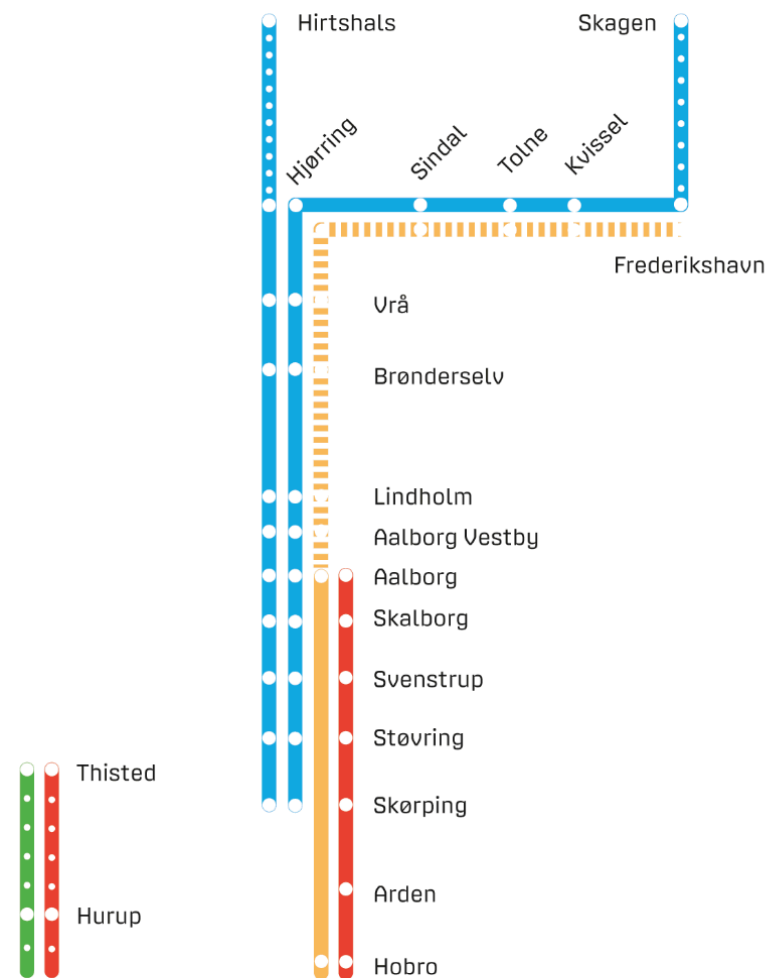 Hirtshals
Skagen
Hjørring
Sindal
Tolne
Kvissel
Frederikshavn
Vrå
Brønderselv
Lindholm
Aalborg Vestby
Aalborg
Skalborg
Svenstrup
Støvring
Thisted
Skørping
Arden
Hurup
Hobro